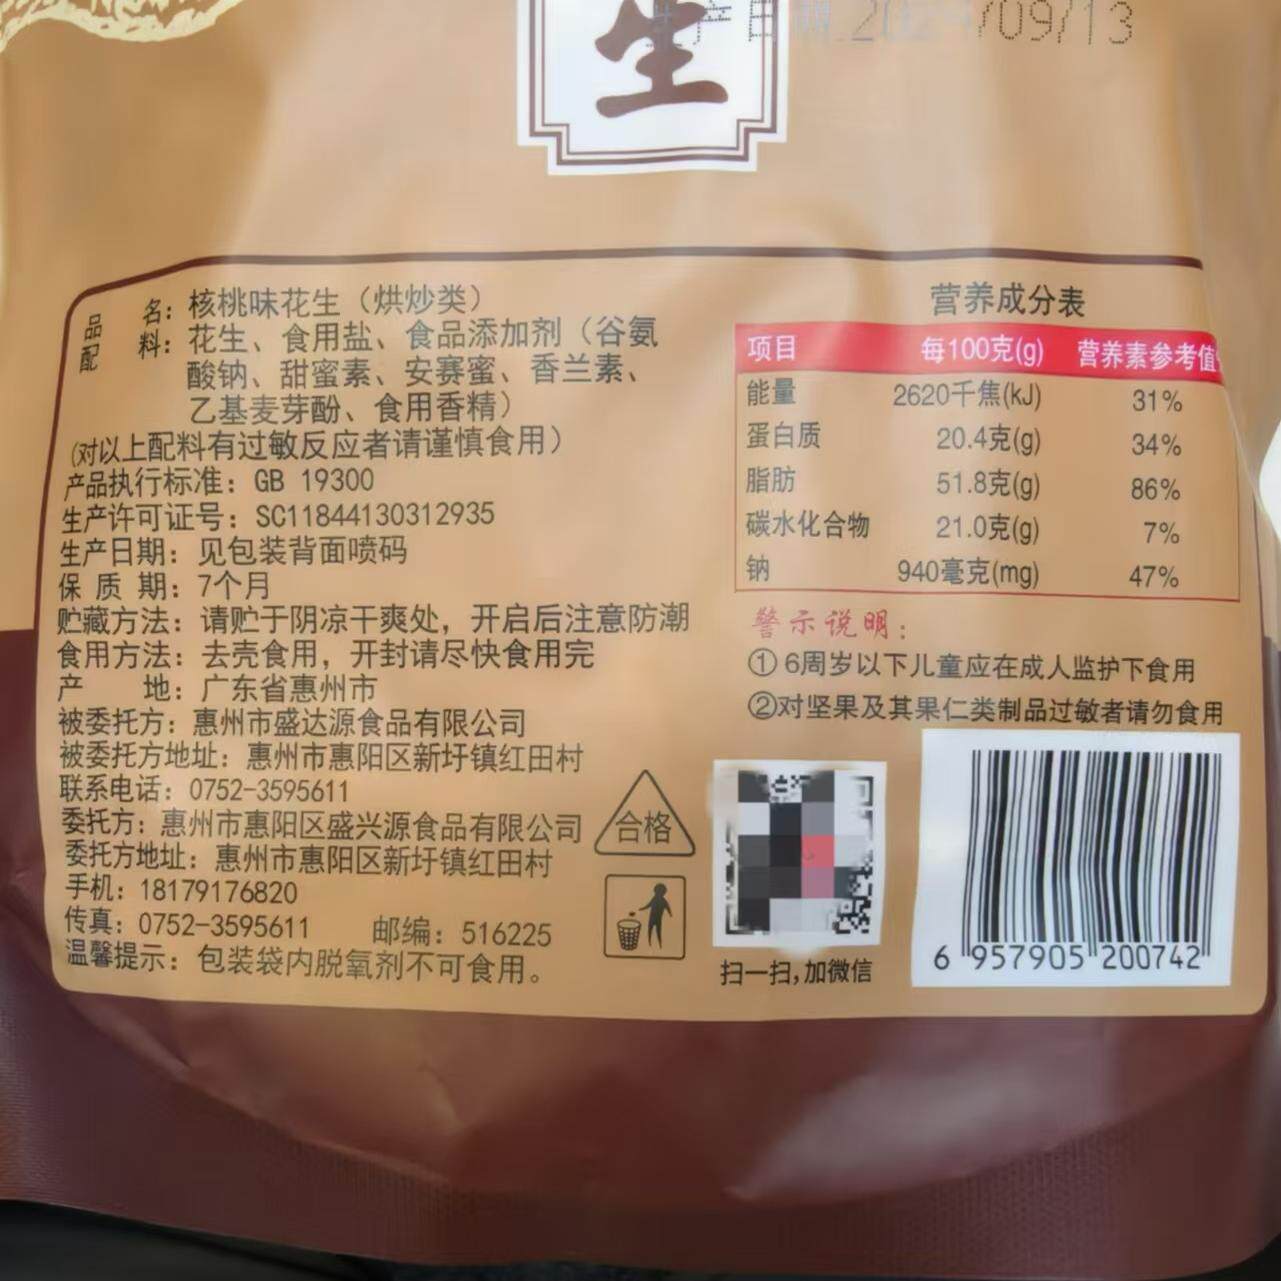 生
生产日期 2024/09/13
品名：核桃味花生（烘炒类）
配料：花生、食用盐、食品添加剂（谷氨
酸钠、甜蜜素、安赛蜜、香兰素、
乙基麦芽酚、食用香精）
(对以上配料有过敏反应者请谨慎食用）
产品执行标准：GB 19300
生产许可证号：SC11844130312935
生产日期：见包装背面喷码
保质期：7个月
贮藏方法：请贮于阴凉干爽处，开启后注意防潮
食用方法：去壳食用，开封请尽快食用完
产地：广东省惠州市
被委托方：惠州市盛达源食品有限公司
被委托方地址：惠州市惠阳区新圩镇红田村
联系电话：0752-3595611
委托方：惠州市惠阳区盛兴源食品有限公司
委托方地址：惠州市惠阳区新圩镇红田村
手机：18179176820
传真：0752-3595611 邮编：516225
温馨提示：包装袋内脱氧剂不可食用。
合格
营养成分表
项目 每100克(g) 营养素参考值%
能量 2620千焦(kJ) 31%
蛋白质 20.4克(g) 34%
脂肪 51.8克(g) 86%
碳水化合物 21.0克(g) 7%
钠 940毫克(mg) 47%
警示说明：
①6周岁以下儿童应在成人监护下食用
②对坚果及其果仁类制品过敏者请勿食用
扫一扫,加微信
6 957905 200742